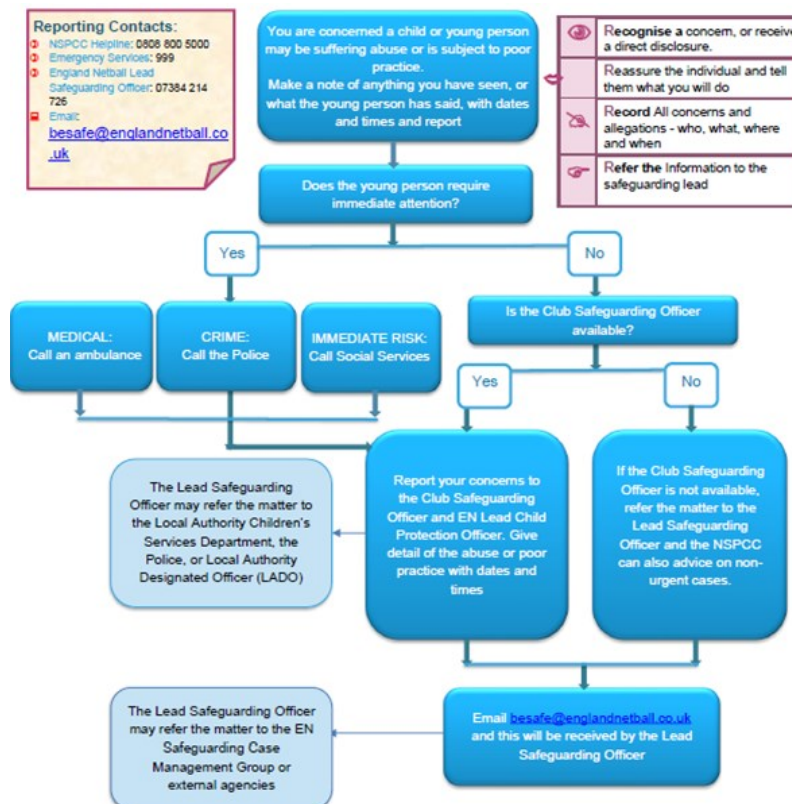 Reporting Contacts:
NSPCC Helpline: 0808 800 5000
Emergency Services: 999
England Netball Lead
Safeguarding Officer: 07384 214
726
Email:
besafe@englandnetball.co
.uk
You are concerned a child or young person
may be suffering abuse or is subject to poor
practice.
Make a note of anything you have seen, or
what the young person has said, with dates
and times and report
Recognise a concern, or receive
a direct disclosure.
Reassure the individual and tell
them what you will do
Record All concerns and
allegations - who, what, where
and when
Refer the Information to the
safeguarding lead
Does the young person require
immediate attention?
Yes
No
MEDICAL:
Call an ambulance
CRIME:
Call the Police
IMMEDIATE RISK:
Call Social Services
Is the Club Safeguarding Officer
available?
Yes
No
The Lead Safeguarding
Officer may refer the matter to
the Local Authority Children's
Services Department, the
Police, or Local Authority
Designated Officer (LADO)
Report your concerns to
the Club Safeguarding
Officer and EN Lead Child
Protection Officer. Give
detail of the abuse or poor
practice with dates and
times
If the Club Safeguarding
Officer is not available,
refer the matter to the
Lead Safeguarding
Officer and the NSPCC
can also advice on non-
urgent cases.
The Lead Safeguarding Officer
may refer the matter to the EN
Safeguarding Case
Management Group or
external agencies
Email besafe@englandnetball.co.uk
and this will be received by the Lead
Safeguarding Officer